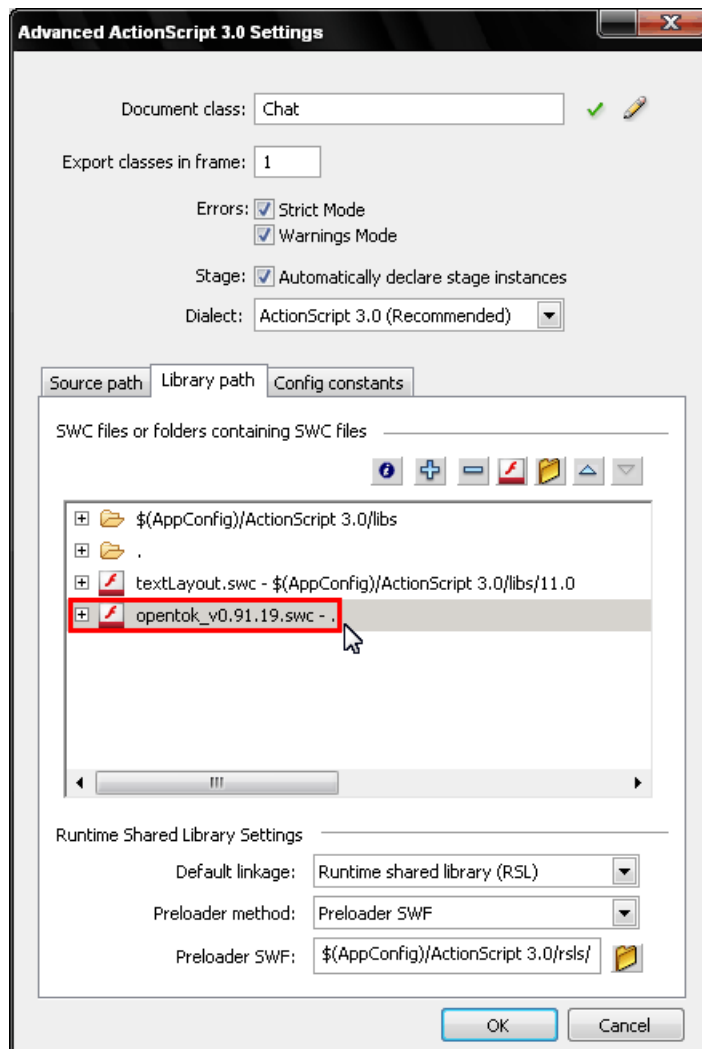 Advanced ActionScript 3.0 Settings
Document class: Chat
Export classes in frame: 1
Errors: Strict Mode
Warnings Mode
Stage: Automatically declare stage instances
Dialect: ActionScript 3.0 (Recommended)
Source path Library path Config constants
SWC files or folders containing SWC files
$(AppConfig)/ActionScript 3.0/libs
.
textLayout.swc - $(AppConfig)/ActionScript 3.0/libs/11.0
opentok_v0.91.19.swc - .
Runtime Shared Library Settings
Default linkage: Runtime shared library (RSL)
Preloader method: Preloader SWF
Preloader SWF: $(AppConfig)/ActionScript 3.0/rsls/
OK Cancel